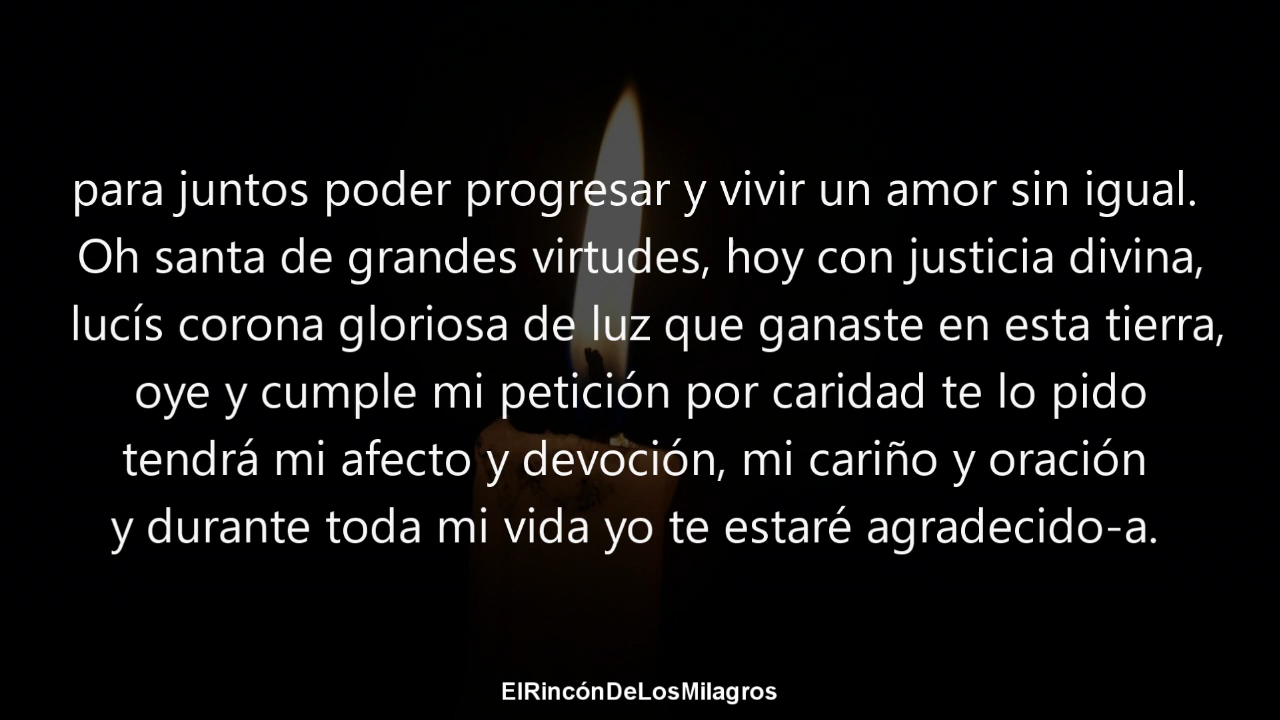 para juntos poder progresar y vivir un amor sin igual.
Oh santa de grandes virtudes, hoy con justicia divina,
lucís corona gloriosa de luz que ganaste en esta tierra,
oye y cumple mi petición por caridad te lo pido
tendrá mi afecto y devoción, mi cariño y oración
y durante toda mi vida yo te estaré agradecido-a.
ElRincónDeLosMilagros